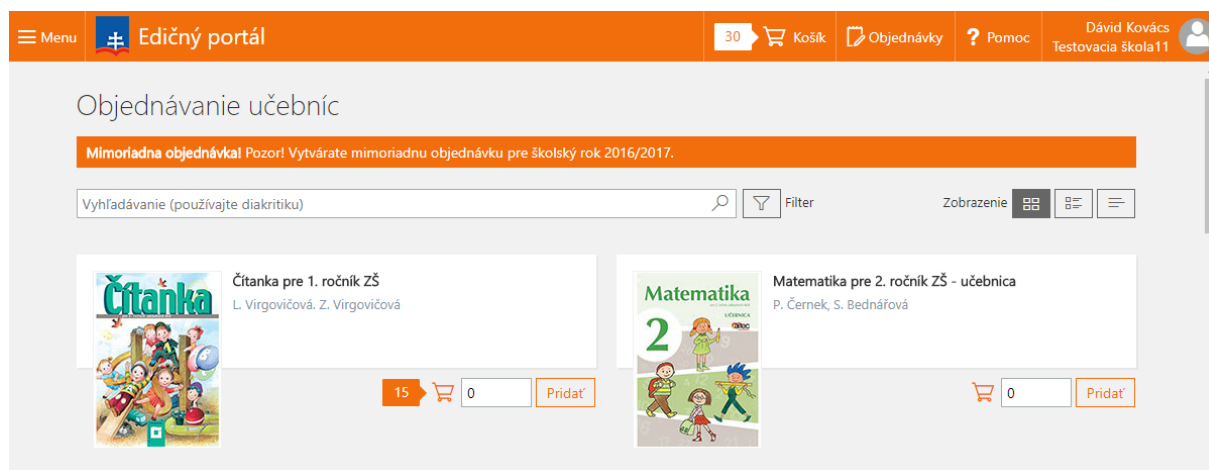 Menu
Edičný portál
30
Košík
Objednávky
? Pomoc
Dávid Kovács
Testovacia škola11
Objednávanie učebníc
Mimoriadna objednávka! Pozor! Vytvárate mimoriadnu objednávku pre školský rok 2016/2017.
Vyhľadávanie (používajte diakritiku)
Filter
Zobrazenie
Čítanka
Čítanka pre 1. ročník ZŠ
L. Virgovičová. Z. Virgovičová
15
0
Pridať
Matematika
UČEBNICA
aitec
2
Matematika pre 2. ročník ZŠ - učebnica
P. Černek, S. Bednářová
0
Pridať